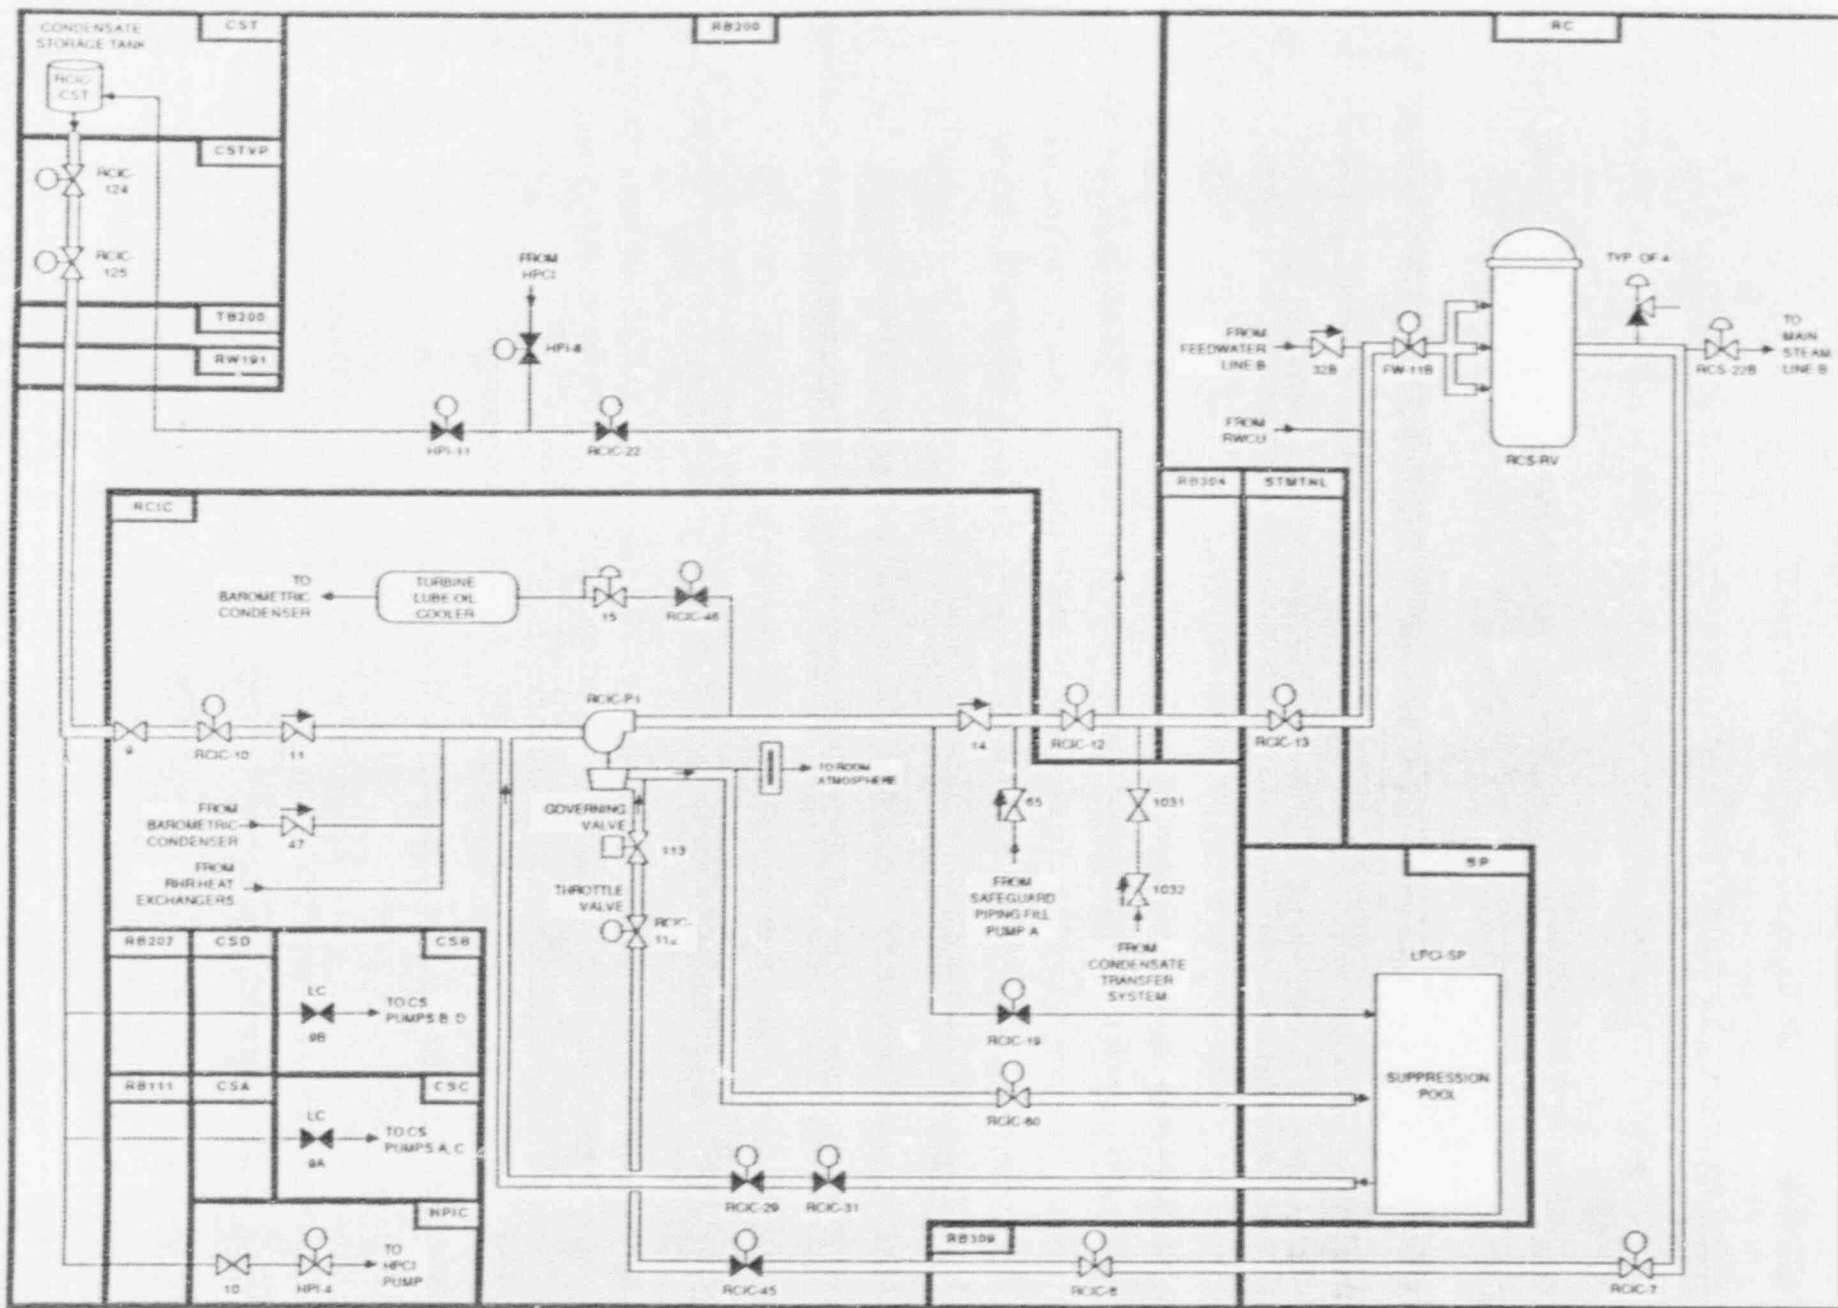 CONDENSATE
STORAGE TANK
CST
RB200
RC
RCIC-
CST
CSTVP
RCIC-
124
RCIC-
125
TB200
RW191
FROM
HPCI
HPI-8
HPI-11
RCIC-22
TYP. OF 4
FROM
FEEDWATER
LINE B
32B
FW-11B
RCS-22B
TO
MAIN
STEAM
LINE B
FROM
RWCU
RCS-RV
RB304
STMTNL
RCIC
TO
BAROMETRIC
CONDENSER
TURBINE
LUBE OIL
COOLER
15
RCIC-46
RCIC-P1
9
RCIC-10
11
14
RCIC-12
RCIC-13
TO ROOM
ATMOSPHERE
GOVERNING
VALVE
113
FROM
BAROMETRIC
CONDENSER
47
FROM
RHR HEAT
EXCHANGERS
THROTTLE
VALVE
RCIC-
112
65
1031
FROM
SAFEGUARD
PIPING FILL
PUMP A
1032
FROM
CONDENSATE
TRANSFER
SYSTEM
SP
LPCI-SP
SUPPRESSION
POOL
RB207
CSD
CSB
LC
9B
TO CS
PUMPS B, D
RCIC-19
RB111
CSA
CSC
LC
9A
TO CS
PUMPS A, C
RCIC-60
RCIC-29
RCIC-31
HPIC
10
HPI-4
TO
HPCI
PUMP
RB309
RCIC-45
RCIC-7